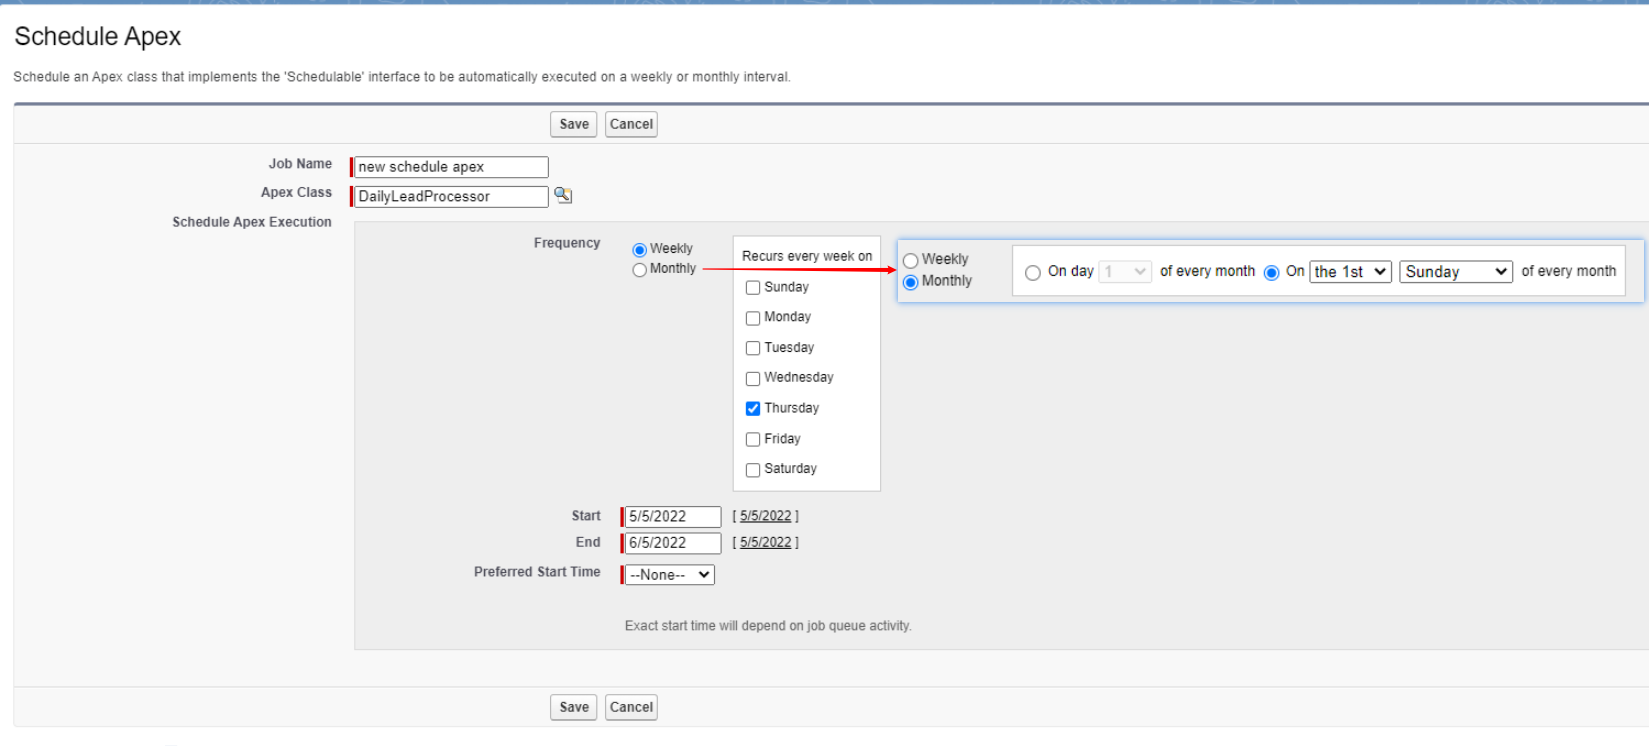 Schedule Apex
Schedule an Apex class that implements the 'Schedulable' interface to be automatically executed on a weekly or monthly interval.
Save Cancel
Job Name new schedule apex
Apex Class DailyLeadProcessor
Schedule Apex Execution
Frequency
Weekly
Monthly
Recurs every week on
Sunday
Monday
Tuesday
Wednesday
Thursday
Friday
Saturday
Weekly
Monthly
On day 1 of every month On the 1st Sunday of every month
Start 5/5/2022 [ 5/5/2022 ]
End 6/5/2022 [ 5/5/2022 ]
Preferred Start Time --None--
Exact start time will depend on job queue activity.
Save Cancel